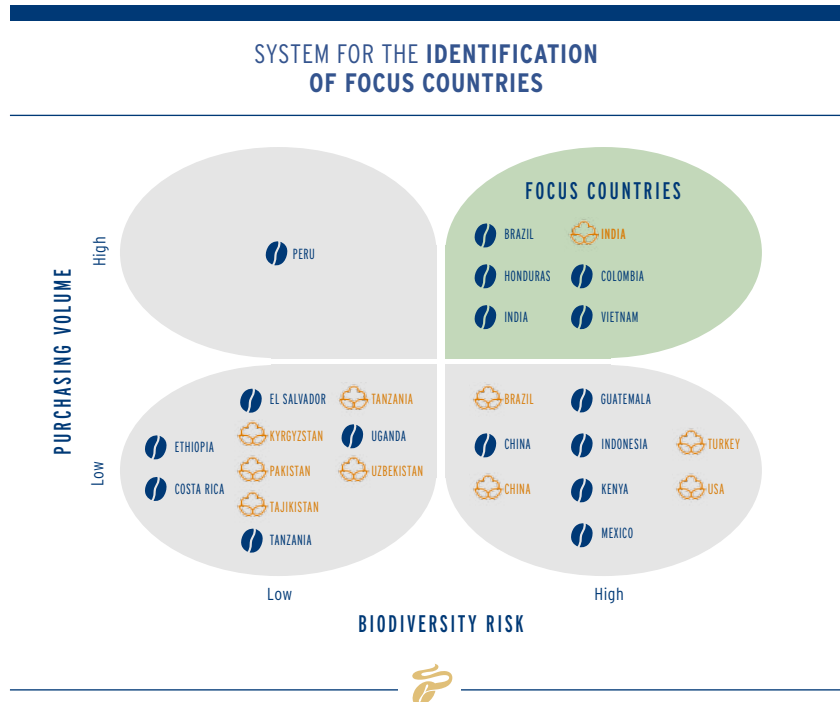 SYSTEM FOR THE IDENTIFICATION
OF FOCUS COUNTRIES
PURCHASING VOLUME
High
Low
PERU
FOCUS COUNTRIES
BRAZIL
INDIA
HONDURAS
COLOMBIA
INDIA
VIETNAM
EL SALVADOR
TANZANIA
KYRGYZSTAN
UGANDA
ETHIOPIA
PAKISTAN
UZBEKISTAN
COSTA RICA
TAJIKISTAN
TANZANIA
BRAZIL
GUATEMALA
CHINA
INDONESIA
TURKEY
CHINA
KENYA
USA
MEXICO
Low
High
BIODIVERSITY RISK